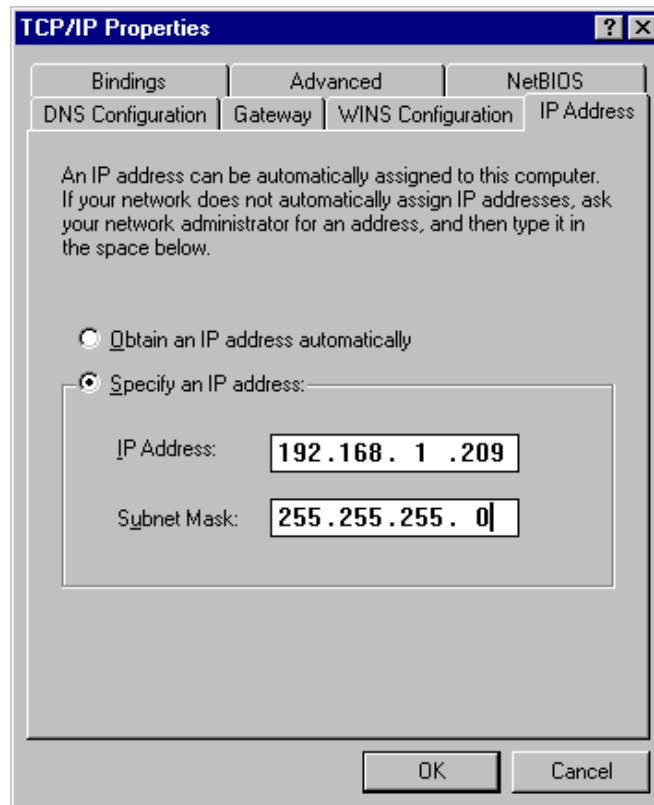 TCP/IP Properties
Bindings Advanced NetBIOS
DNS Configuration Gateway WINS Configuration IP Address
An IP address can be automatically assigned to this computer.
If your network does not automatically assign IP addresses, ask
your network administrator for an address, and then type it in
the space below.
Obtain an IP address automatically
Specify an IP address:
IP Address: 192.168. 1 .209
Subnet Mask: 255.255.255. 0
OK Cancel